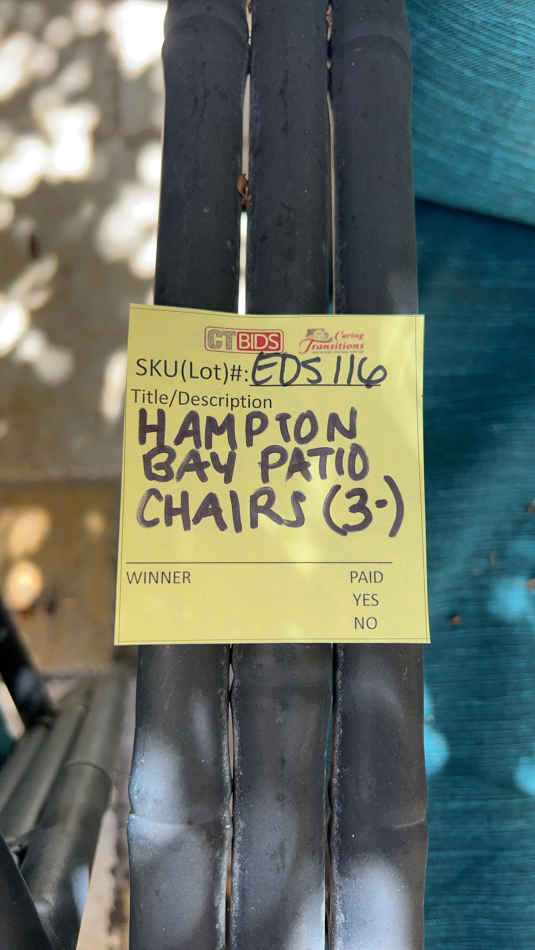 CTBIDS Caring Transitions
SKU(Lot)#: EDS 116
Title/Description
HAMPTON
BAY PATIO
CHAIRS (3-)
WINNER PAID
YES
NO